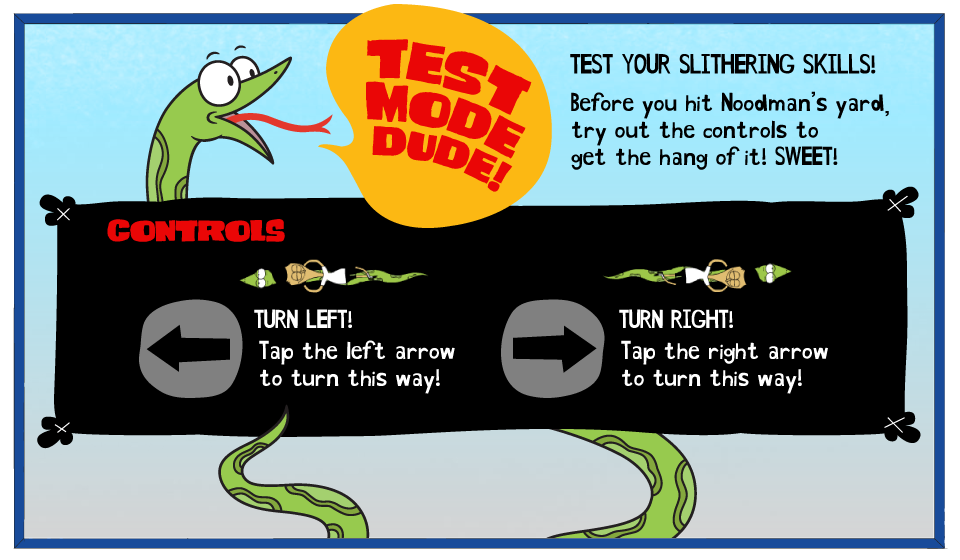 TEST
MODE
DUDE!
TEST YOUR SLITHERING SKILLS!
Before you hit Noodman's yard,
try out the controls to
get the hang of it! SWEET!
CONTROLS
TURN LEFT!
Tap the left arrow
to turn this way!
TURN RIGHT!
Tap the right arrow
to turn this way!